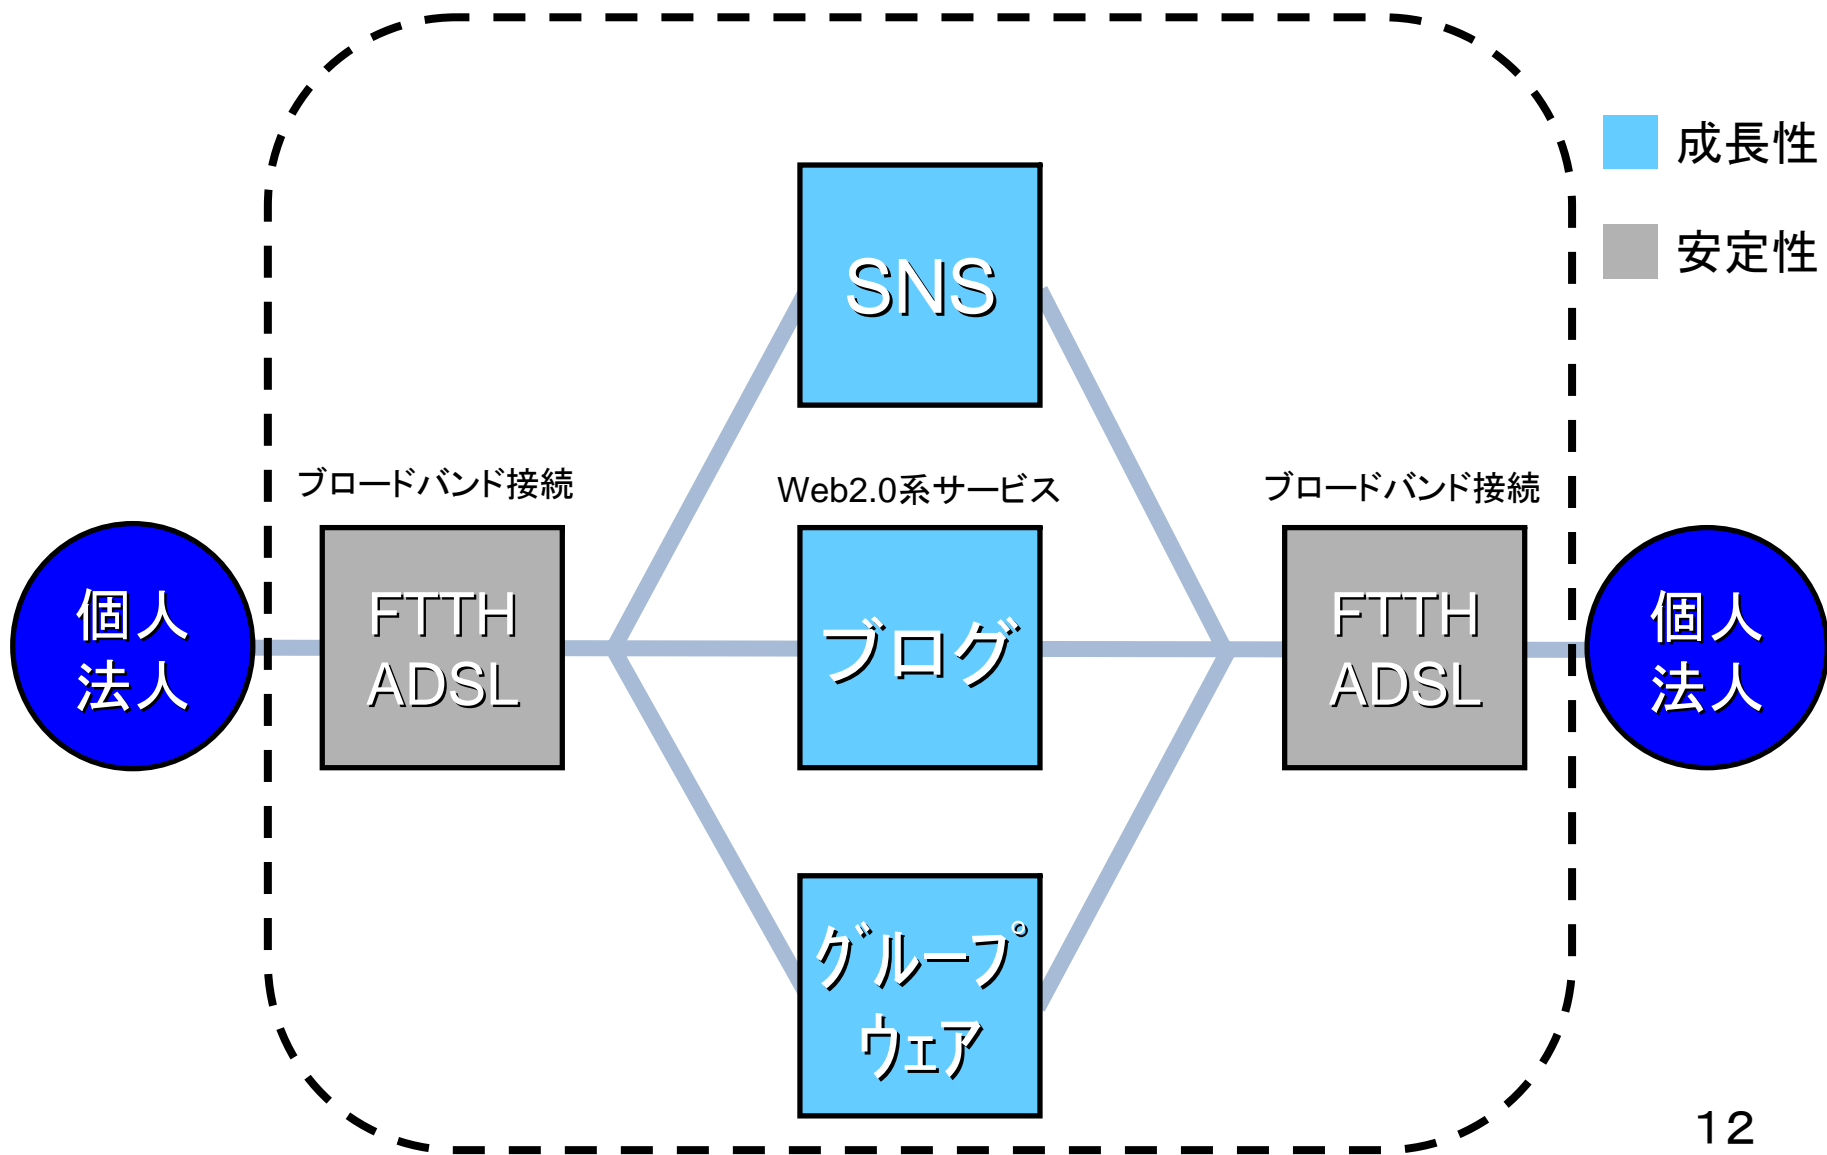 成長性
安定性
SNS
ブロードバンド接続
Web2.0系サービス
ブロードバンド接続
個人
法人
FTTH
ADSL
ブログ
FTTH
ADSL
個人
法人
グループ
ウェア
12